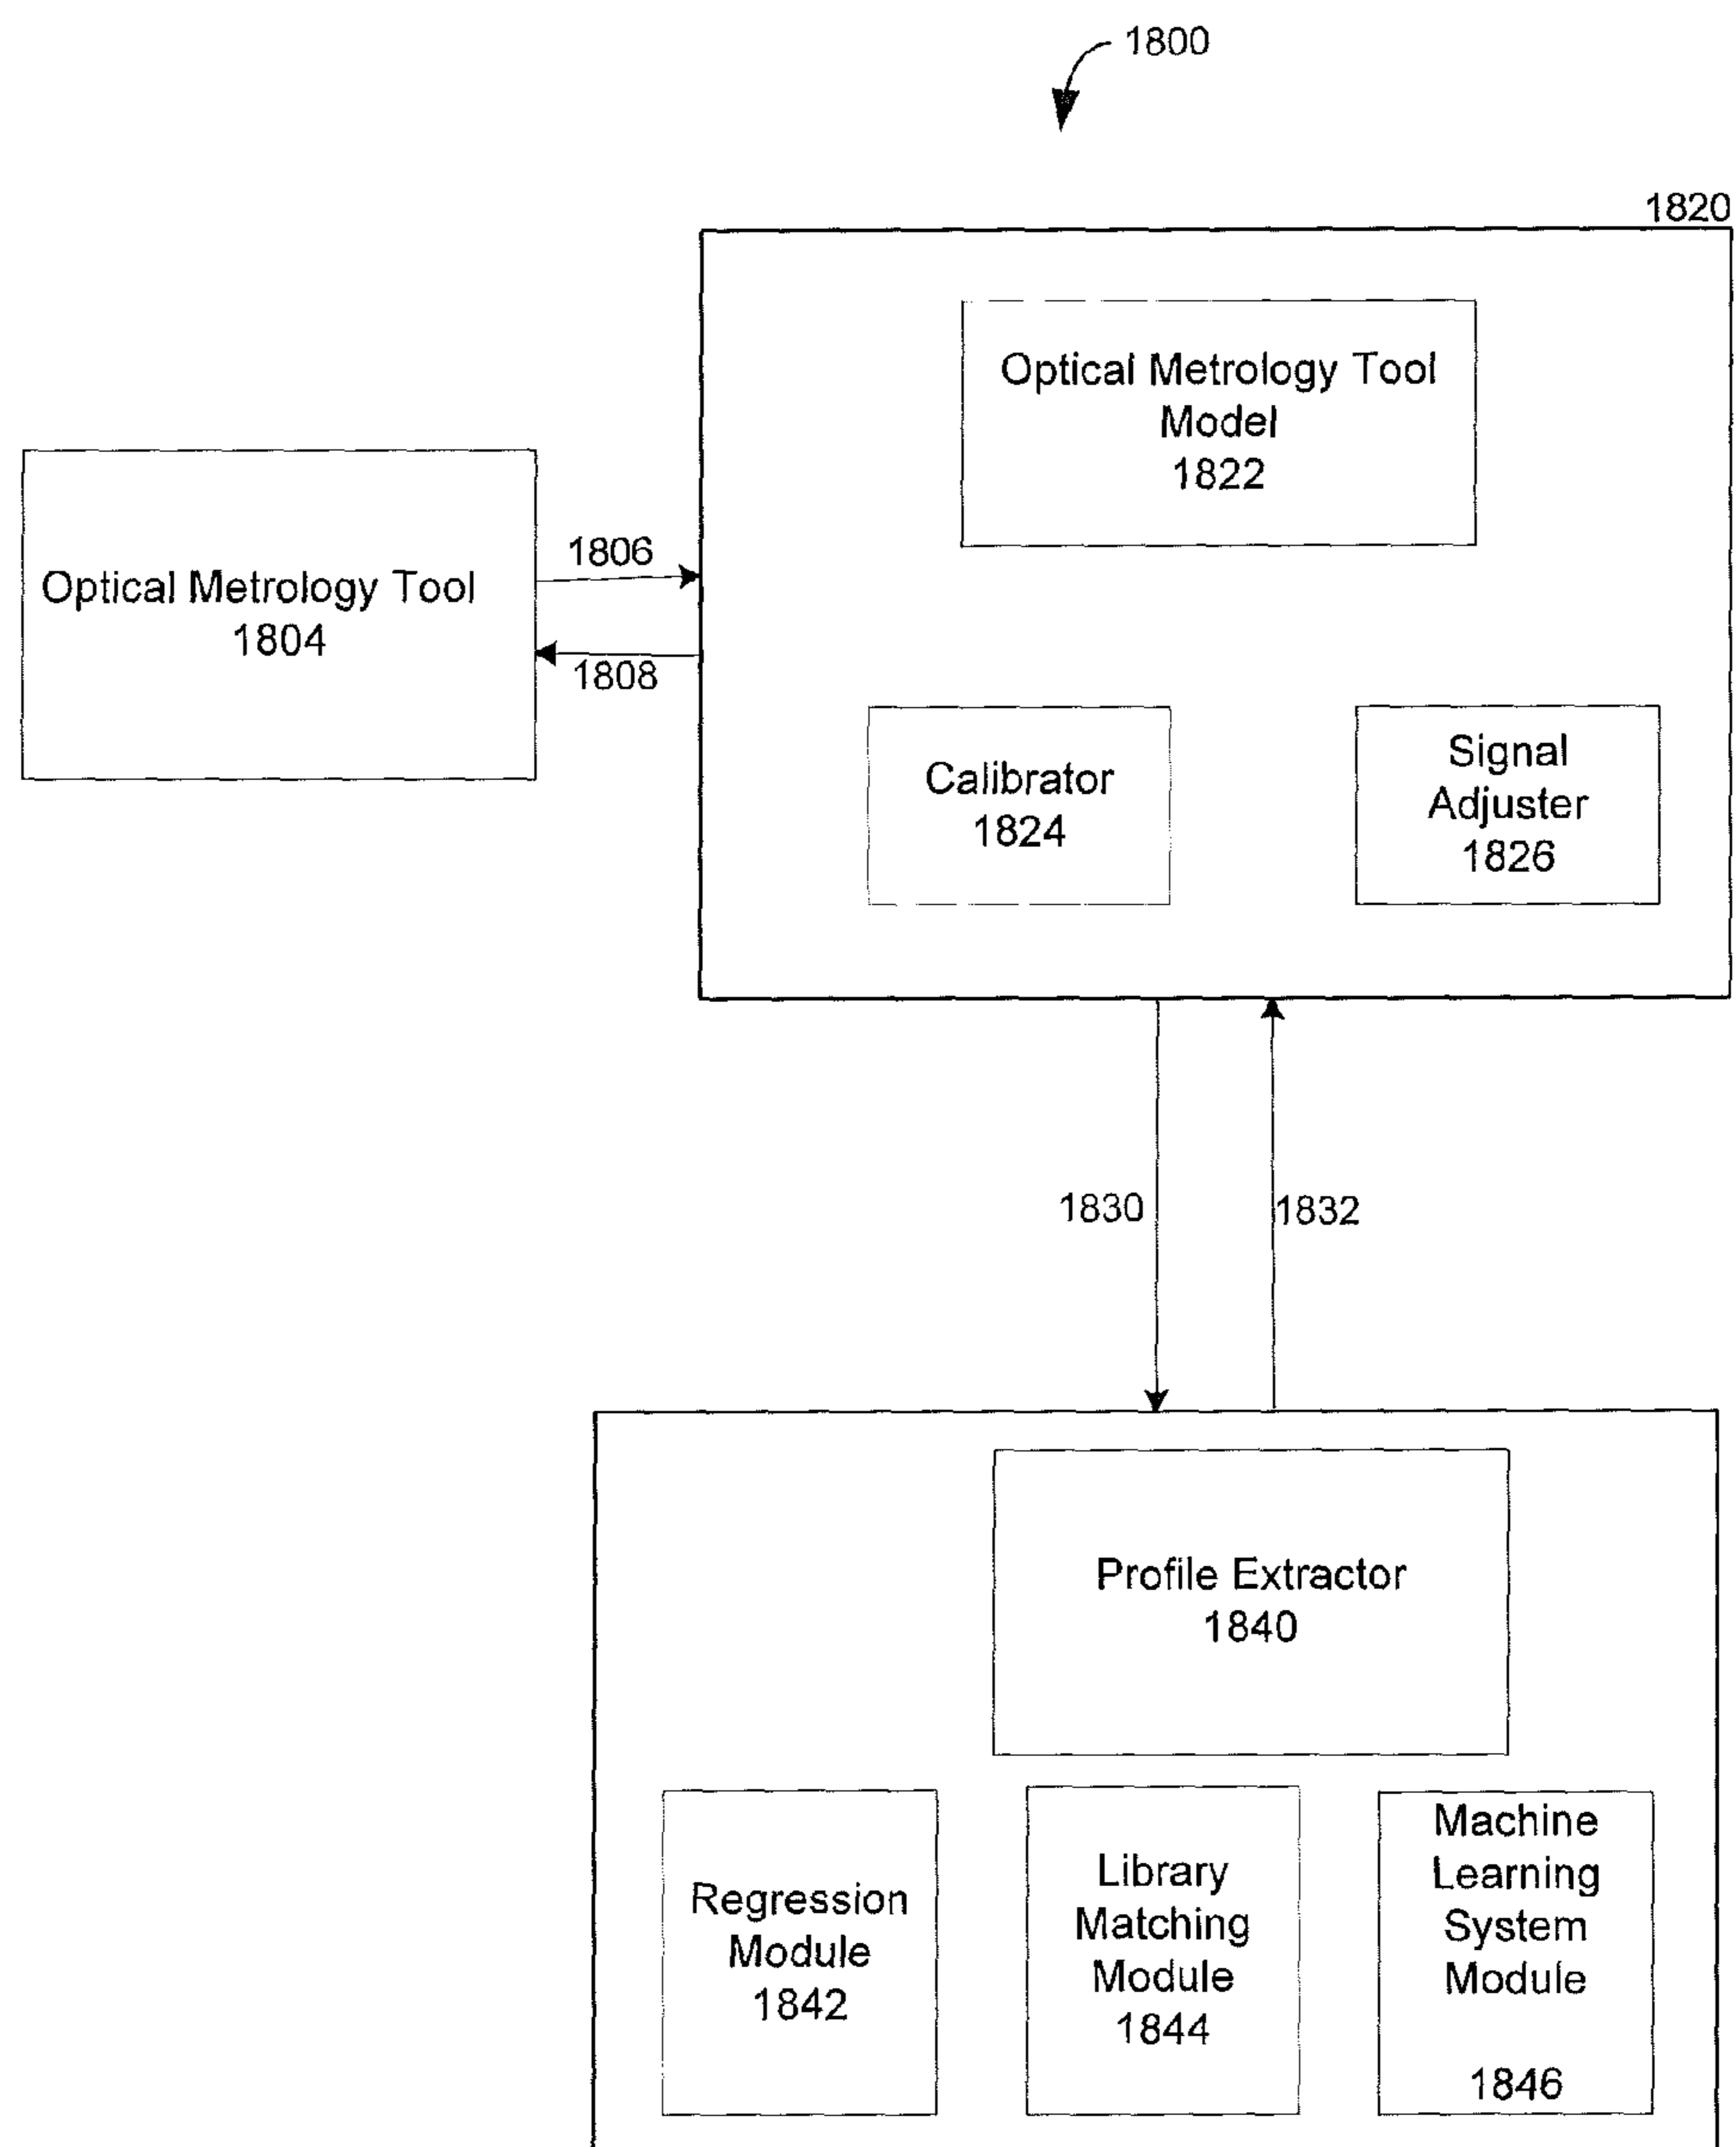 1800
1820
Optical Metrology Tool
Model
1822
1806
Optical Metrology Tool
1804
1808
Calibrator
1824
Signal
Adjuster
1826
1830
1832
Profile Extractor
1840
Regression
Module
1842
Library
Matching
Module
1844
Machine
Learning
System
Module
1846